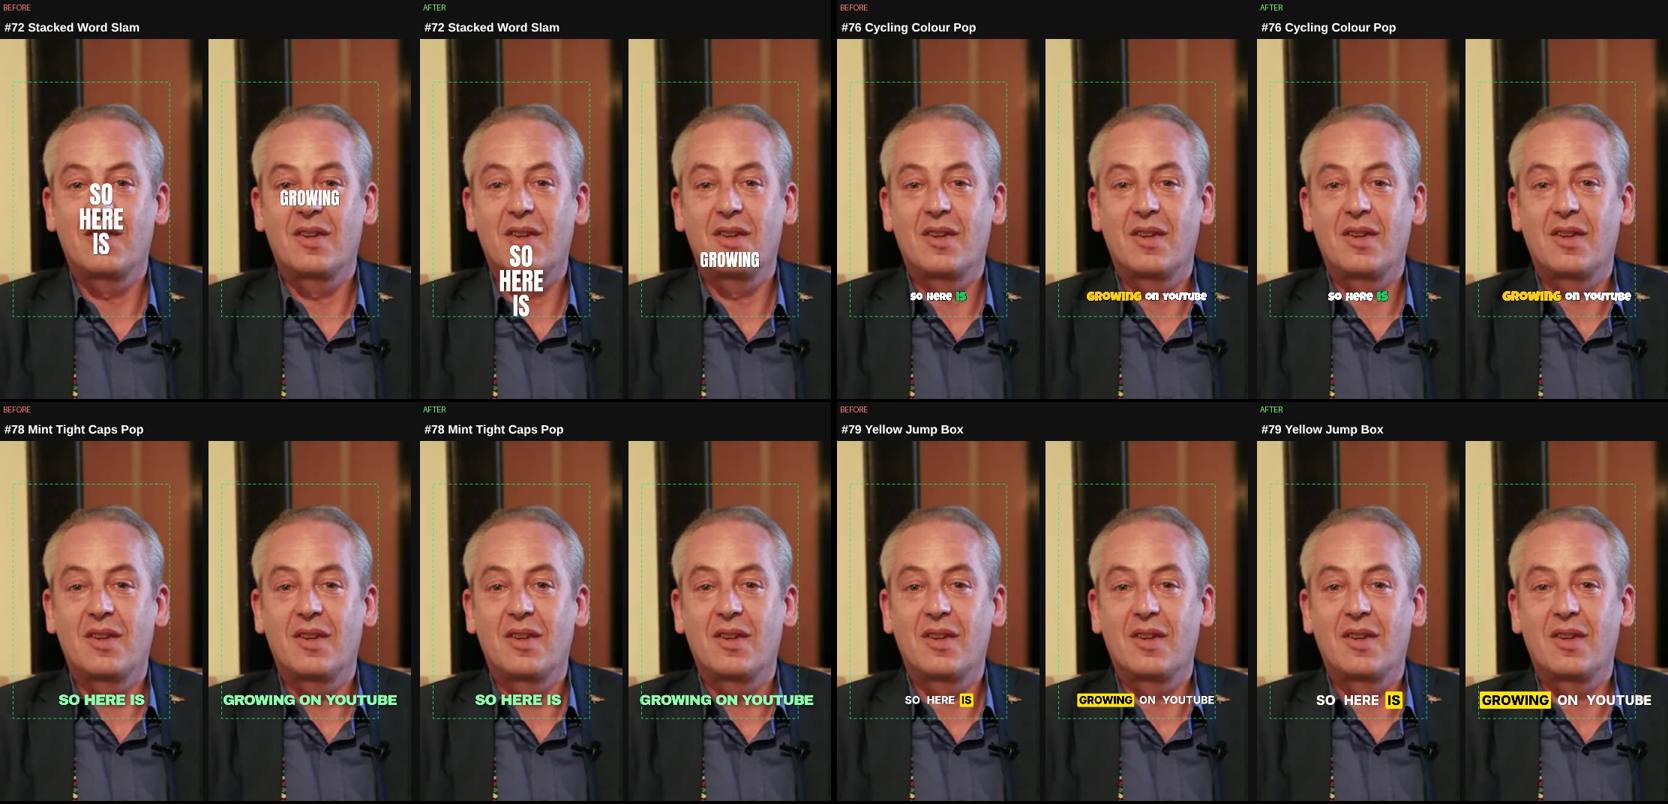 BEFORE
#72 Stacked Word Slam
SO
HERE
IS
GROWING
AFTER
#72 Stacked Word Slam
SO
HERE
IS
GROWING
BEFORE
#76 Cycling Colour Pop
so Here IS
GROWING on YouTube
AFTER
#76 Cycling Colour Pop
so Here IS
GROWING on YouTube
BEFORE
#78 Mint Tight Caps Pop
SO HERE IS
GROWING ON YOUTUBE
AFTER
#78 Mint Tight Caps Pop
SO HERE IS
GROWING ON YOUTUBE
BEFORE
#79 Yellow Jump Box
SO HERE IS
GROWING ON YOUTUBE
AFTER
#79 Yellow Jump Box
SO HERE IS
GROWING ON YOUTUBE